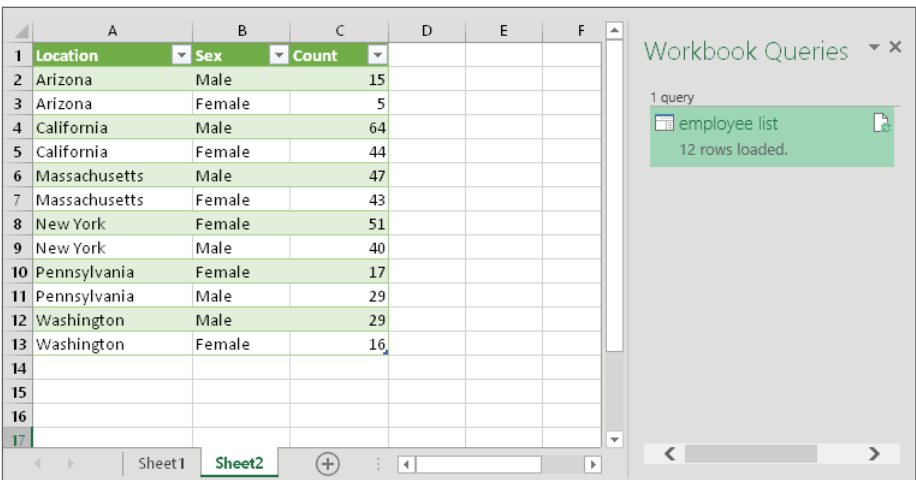 A B C D E F
1 Location Sex Count
2 Arizona Male 15
3 Arizona Female 5
4 California Male 64
5 California Female 44
6 Massachusetts Male 47
7 Massachusetts Female 43
8 New York Female 51
9 New York Male 40
10 Pennsylvania Female 17
11 Pennsylvania Male 29
12 Washington Male 29
13 Washington Female 16
14
15
16
17
Sheet1 Sheet2
Workbook Queries
1 query
employee list
12 rows loaded.